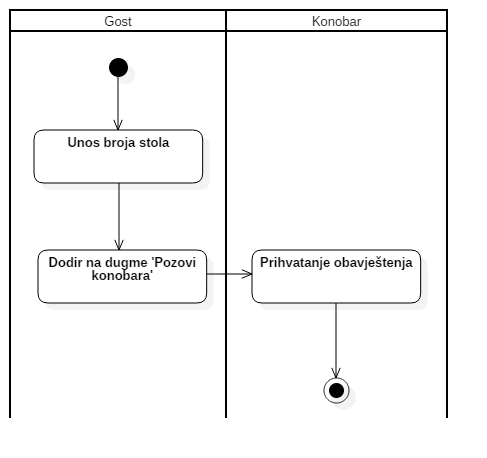 Gost
Konobar
Unos broja stola
Dodir na dugme 'Pozovi
konobara'
Prihvatanje obavještenja